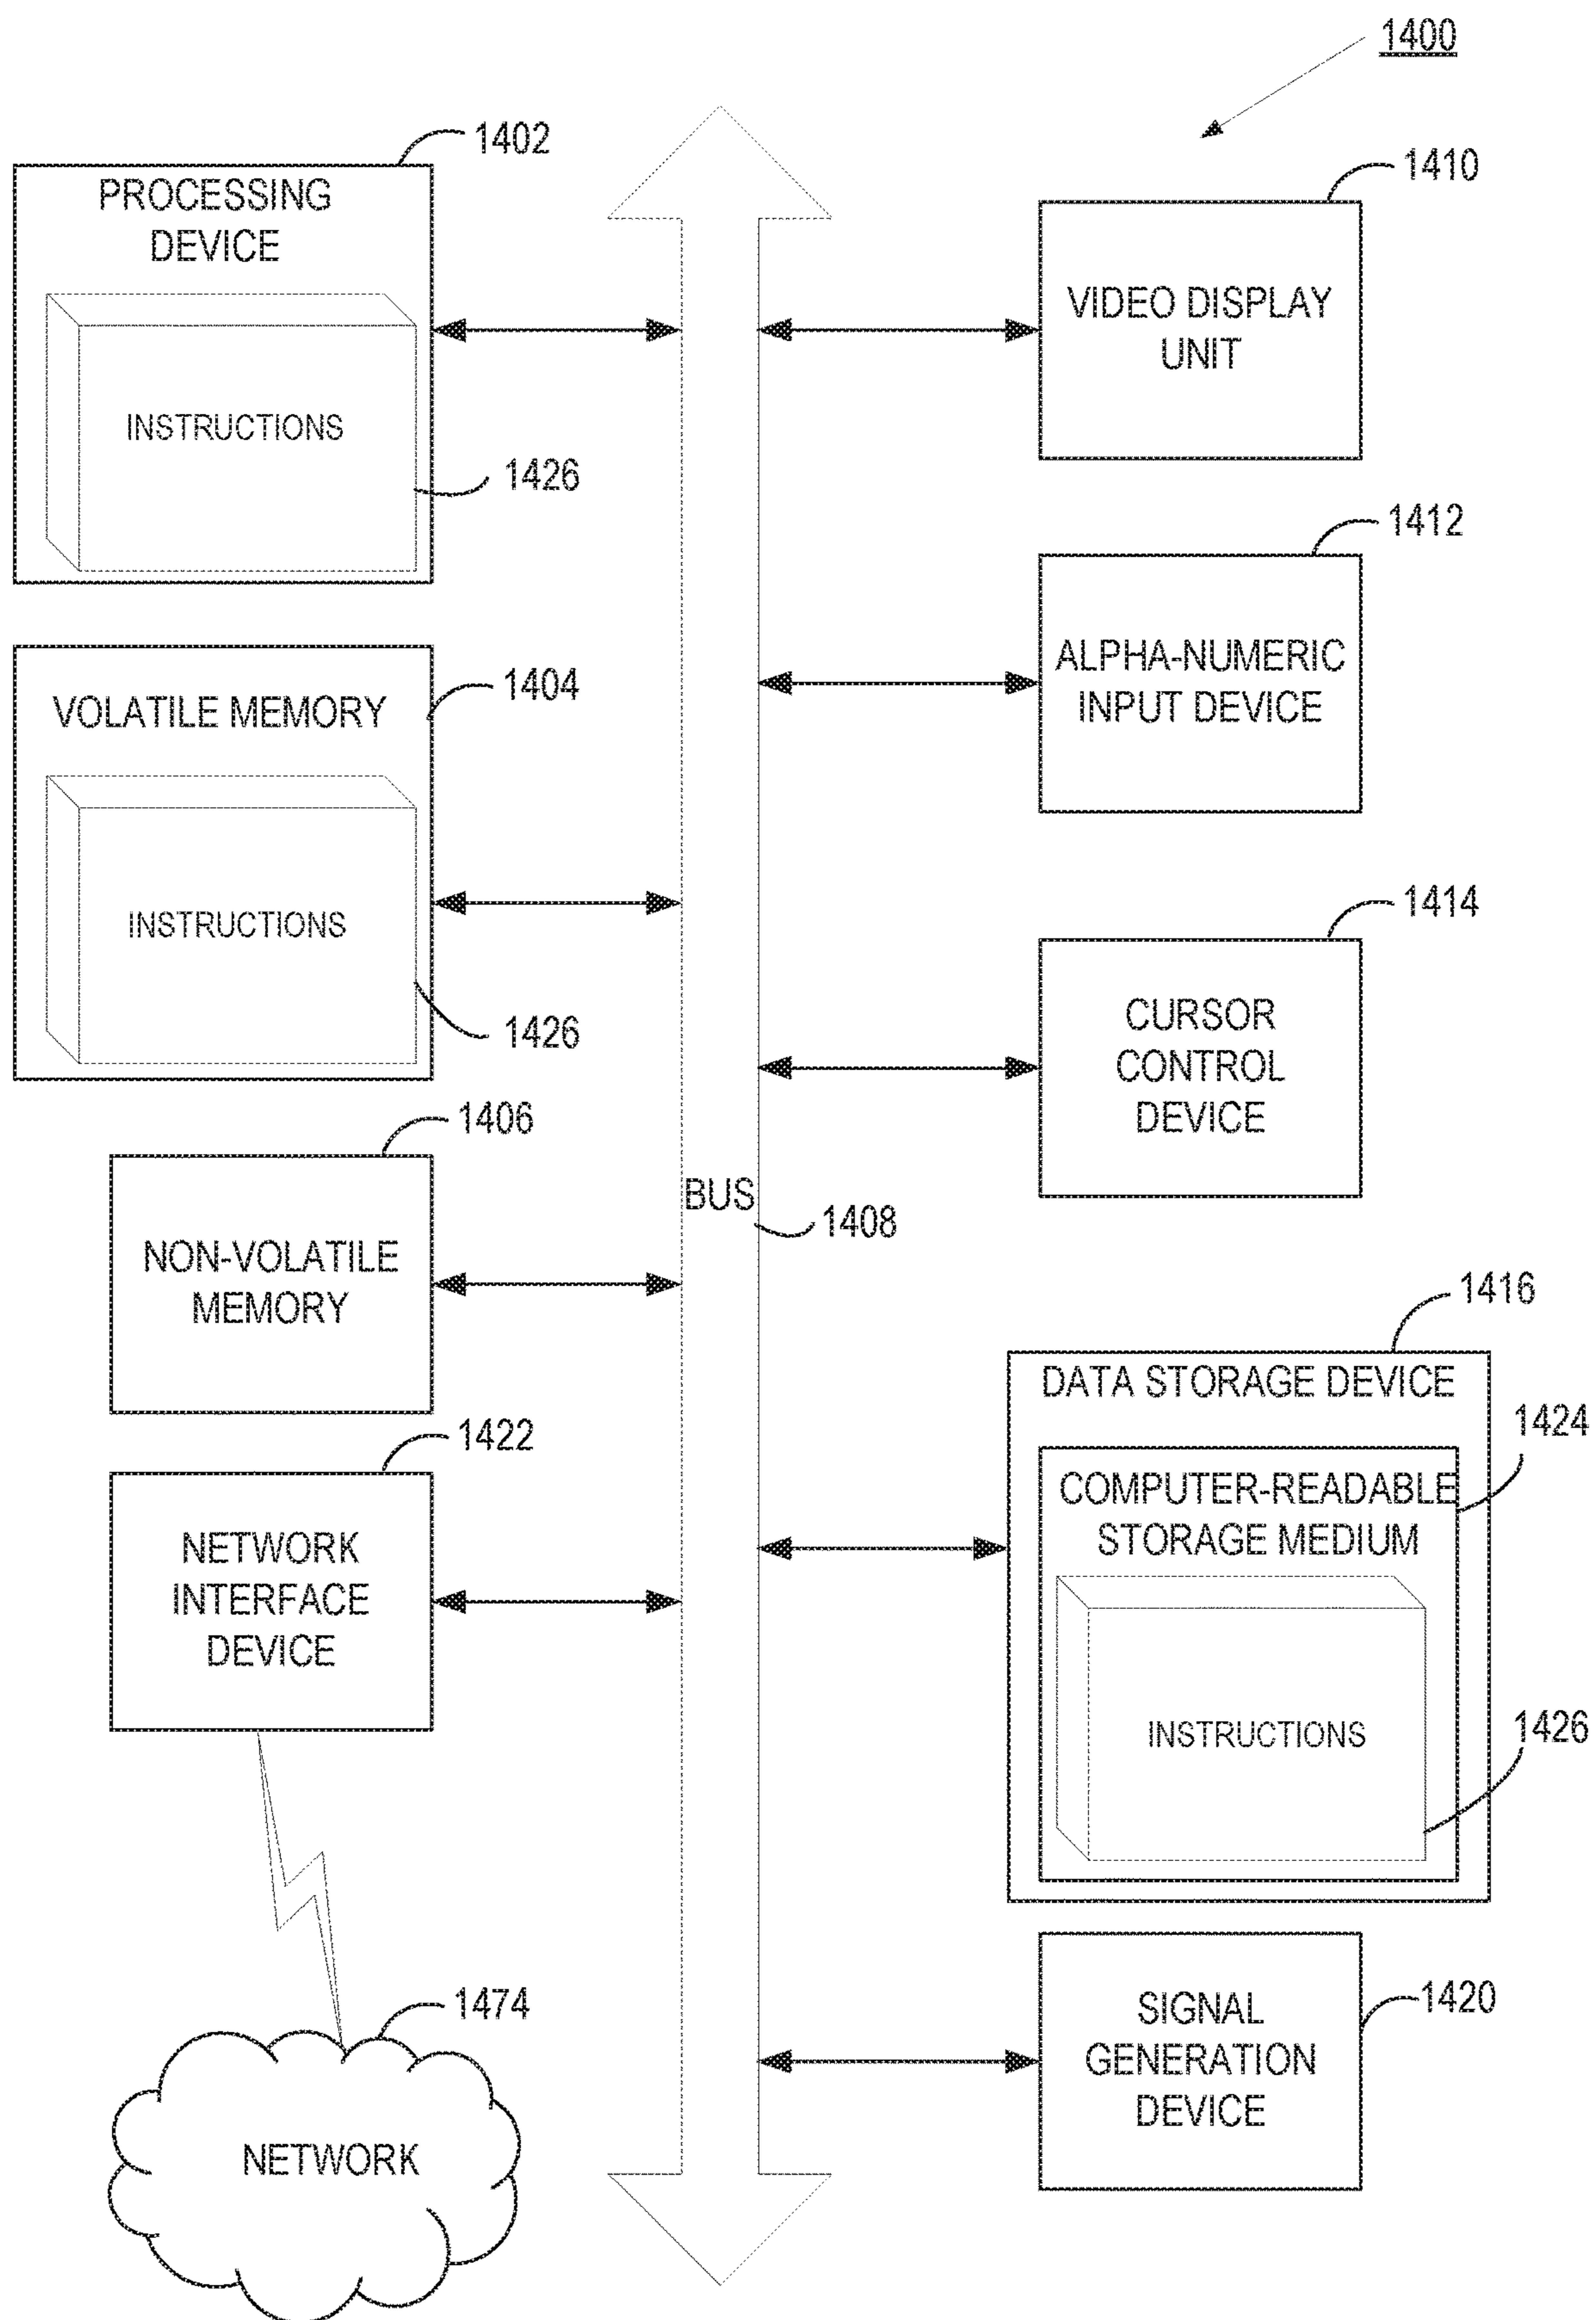 1400
1402
PROCESSING
DEVICE
INSTRUCTIONS
1426
1404
VOLATILE MEMORY
INSTRUCTIONS
1426
1406
NON-VOLATILE
MEMORY
1422
NETWORK
INTERFACE
DEVICE
1474
NETWORK
BUS
1408
1410
VIDEO DISPLAY
UNIT
1412
ALPHA-NUMERIC
INPUT DEVICE
1414
CURSOR
CONTROL
DEVICE
1416
DATA STORAGE DEVICE
1424
COMPUTER-READABLE
STORAGE MEDIUM
INSTRUCTIONS
1426
SIGNAL
GENERATION
DEVICE
1420